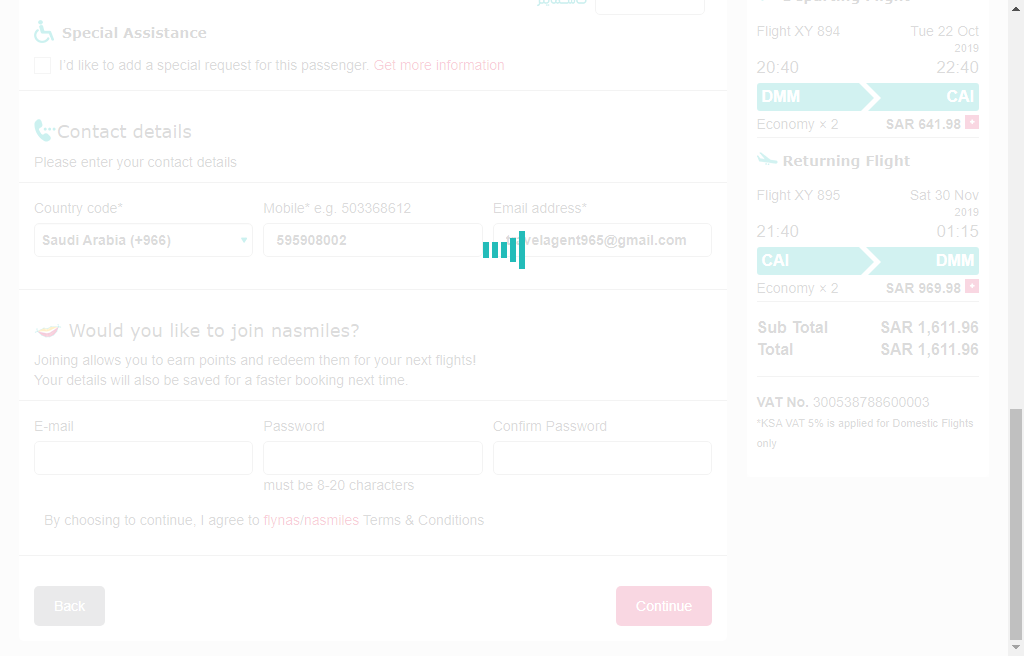 Special Assistance
I'd like to add a special request for this passenger. Get more information
Contact details
Please enter your contact details
Country code*
Mobile* e.g. 503368612
Email address*
Saudi Arabia (+966)
595908002
travelagent965@gmail.com
Would you like to join nasmiles?
Joining allows you to earn points and redeem them for your next flights!
Your details will also be saved for a faster booking next time.
E-mail
Password
Confirm Password
must be 8-20 characters
By choosing to continue, I agree to flynas/nasmiles Terms & Conditions
Back
Continue
Flight XY 894
Tue 22 Oct
2019
20:40
22:40
DMM
CAI
Economy × 2
SAR 641.98 +
Returning Flight
Flight XY 895
Sat 30 Nov
2019
21:40
01:15
CAI
DMM
Economy × 2
SAR 969.98 +
Sub Total
SAR 1,611.96
Total
SAR 1,611.96
VAT No. 300538788600003
*KSA VAT 5% is applied for Domestic Flights
only